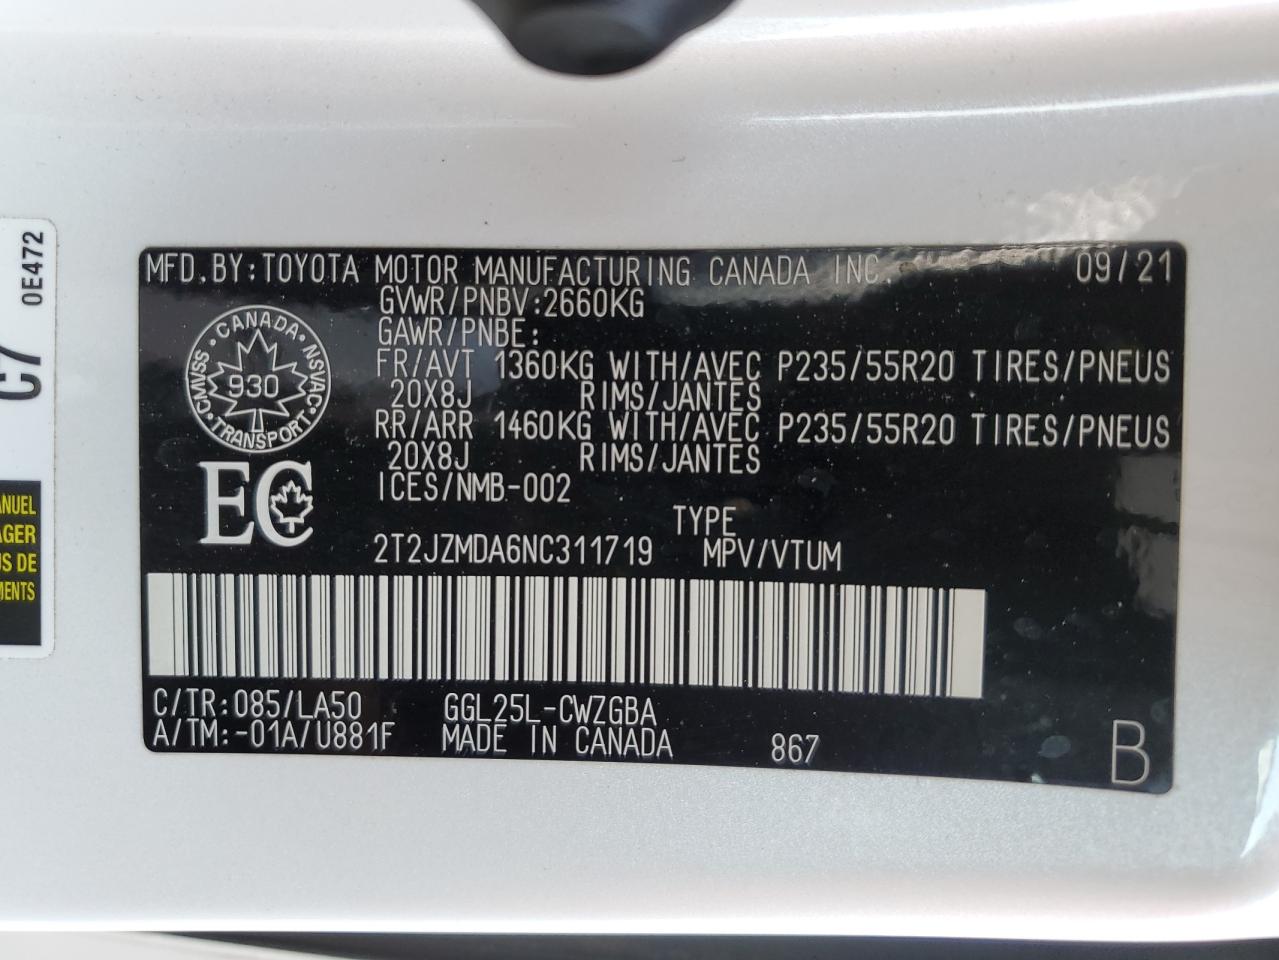 0E472
C7
ANUEL
AGER
US DE
MENTS
MFD.BY:TOYOTA MOTOR MANUFACTURING CANADA INC. 09/21
GVWR/PNBV:2660KG
GAWR/PNBE:
FR/AVT 1360KG WITH/AVEC P235/55R20 TIRES/PNEUS
20X8J RIMS/JANTES
RR/ARR 1460KG WITH/AVEC P235/55R20 TIRES/PNEUS
20X8J RIMS/JANTES
ICES/NMB-002
CANADA
CMVSS
930
NSVAC
TRANSPORT
EC
TYPE
2T2JZMDA6NC311719 MPV/VTUM
C/TR:085/LA50 GGL25L-CWZGBA
A/TM:-01A/U881F MADE IN CANADA 867 B